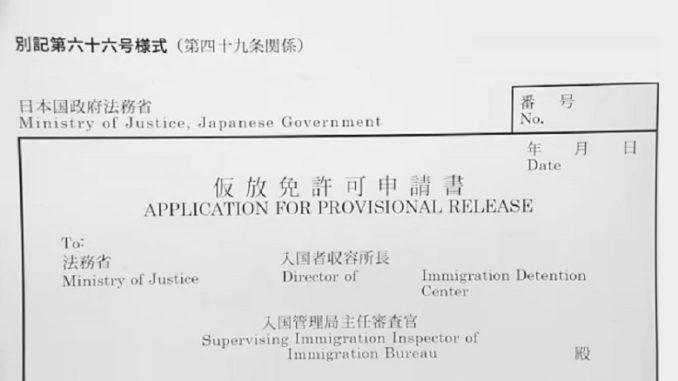 別記第六十六号様式（第四十九条関係）
日本国政府法務省
Ministry of Justice, Japanese Government
番 号
No.
年 月 日
Date
仮放免許可申請書
APPLICATION FOR PROVISIONAL RELEASE
To:
法務省 入国者収容所長
Ministry of Justice Director of Immigration Detention
Center
入国管理局主任審査官
Supervising Immigration Inspector of
Immigration Bureau 殿